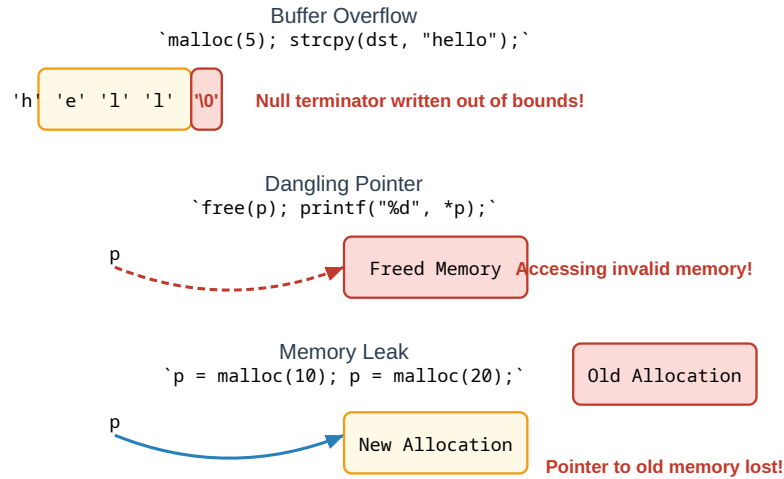 Buffer Overflow
`malloc(5); strcpy(dst, "hello");`
'h' 'e' 'l' 'l' '\0' Null terminator written out of bounds!
Dangling Pointer
`free(p); printf("%d", *p);`
p
Freed Memory Accessing invalid memory!
Memory Leak
`p = malloc(10); p = malloc(20);`
Old Allocation
p
New Allocation
Pointer to old memory lost!